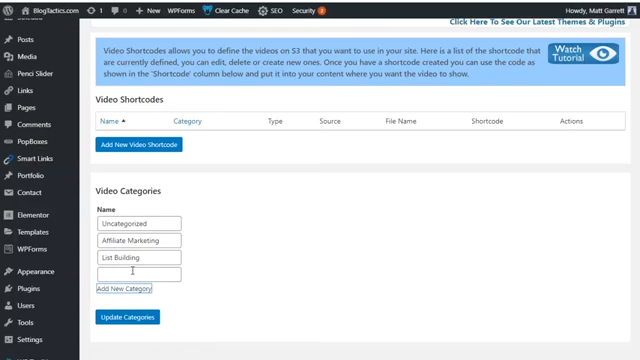 BlogTactics.com 1 0 + New WPForms Clear Cache SEO Security 2 Howdy, Matt Garrett
Click Here To See Our Latest Themes & Plugins
Posts
Media
Penci Slider
Links
Pages
Comments
PopBoxes
Smart Links
Portfolio
Contact
Elementor
Templates
WPForms
Appearance
Plugins
Users
Tools
Settings
Video Shortcodes allows you to define the videos on S3 that you want to use in your site. Here is a list of the shortcode that
are currently defined, you can edit, delete or create new ones. Once you have a shortcode created you can use the code as
shown in the 'Shortcode' column below and put it into your content where you want the video to show.
Watch
Tutorial
Video Shortcodes
Name Category Type Source File Name Shortcode Actions
Add New Video Shortcode
Video Categories
Name
Uncategorized
Affiliate Marketing
List Building
Add New Category
Update Categories